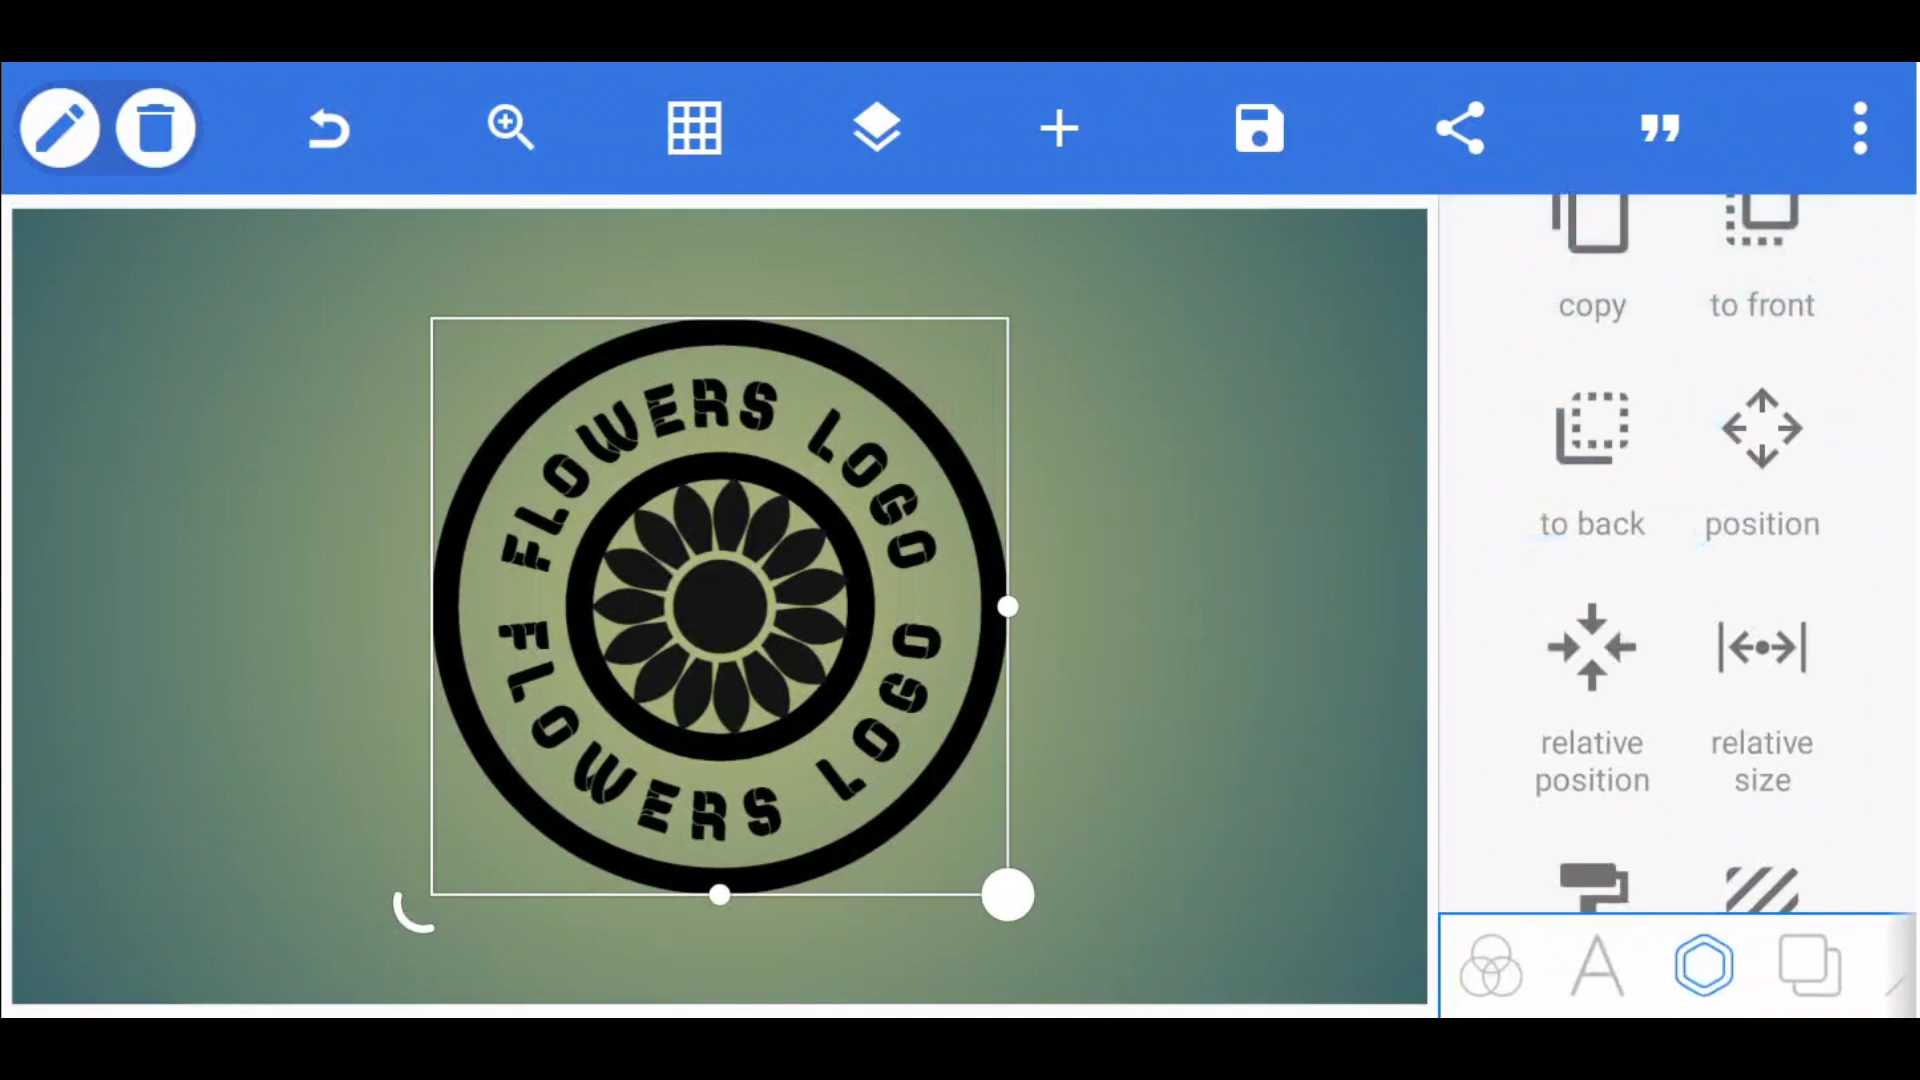 FLOWERS LOGO
FLOWERS LOGO
copy
to front
to back
position
relative
position
relative
size